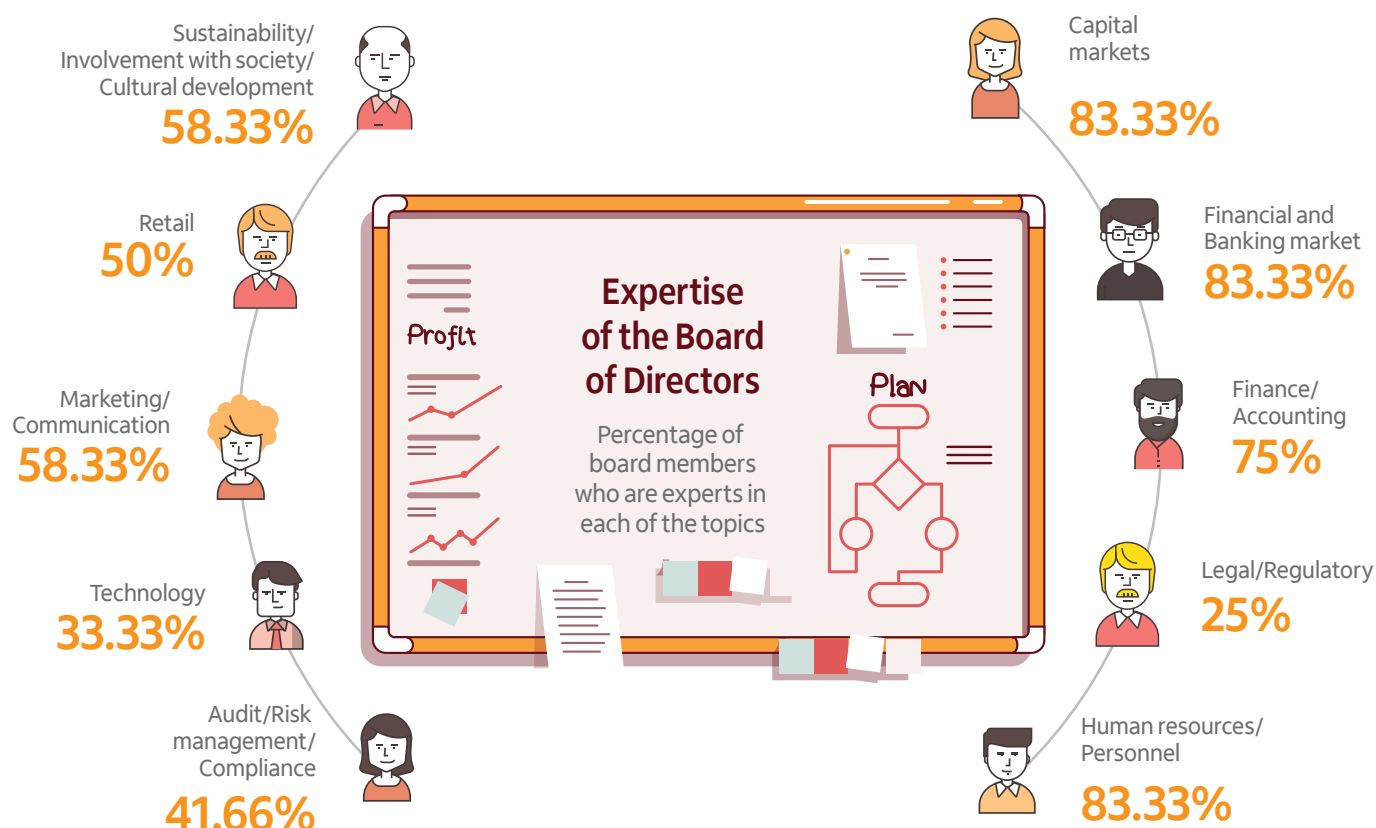 Sustainability/
Involvement with society/
Cultural development
58.33%
Retail
50%
Marketing/
Communication
58.33%
Technology
33.33%
Audit/Risk
management/
Compliance
41.66%
Profit
Expertise
of the Board
of Directors
Percentage of
board members
who are experts in
each of the topics
Plan
Capital
markets
83.33%
Financial and
Banking market
83.33%
Finance/
Accounting
75%
Legal/Regulatory
25%
Human resources/
Personnel
83.33%